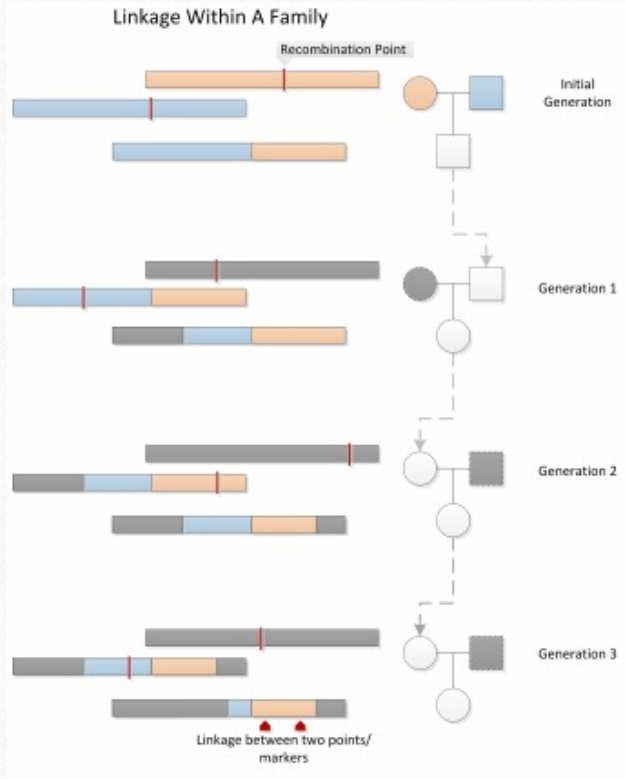 Linkage Within A Family
Recombination Point
Initial
Generation
Generation 1
Generation 2
Generation 3
Linkage between two points/
markers